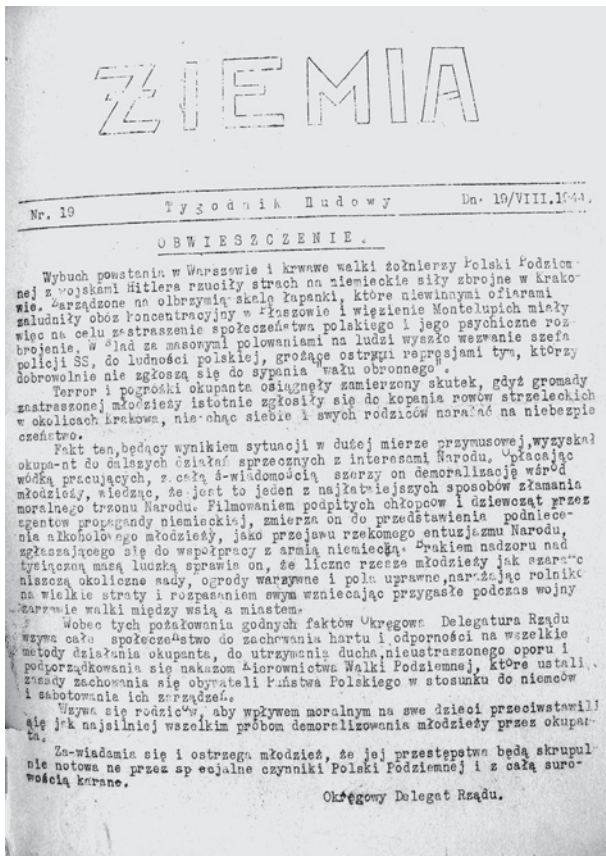 ZIEMIA
Nr. 19 Tygodnik Ludowy Dn. 19/VIII.1944.
OBWIESZCZENIE.
Wybuch powstania w Warszawie i krwawe walki żołnierzy Polski Podziem
nej z wojskami Hitlera rzuciły strach na niemieckie siły zbrojne w Krako-
wie. Zarządzone na olbrzymią skalę łapanki, które niewinnymi ofiarami
zaludniły obóz koncentracyjny w Płaszowie i więzienie Montelupich miały
więc na celu zastraszenie społeczeństwa polskiego i jego psychiczne roz-
brojenie. W ślad za masowymi polowaniami na ludzi wyszło wezwanie szefa
policji SS, do ludności polskiej, grożące ostrymi represjami tym, którzy
dobrowolnie nie zgłoszą się do sypania "wału obronnego".
Terror i pogróżki okupanta osiągnęły zamierzony skutek, gdyż gromady
zastraszonej młodzieży istotnie zgłosiły się do kopania rowów strzeleckich
w okolicach Krakowa, nie chąc siebie i swych rodziców narażać na niebezpie
czeństwo.
Fakt ten,będący wynikiem sytuacji w dużej mierze przymusowej,wyzyskał
okupa-nt do dalszych działań sprzecznych z interesami Narodu. Opłacając
wódką pracujących, z całą ś-wiadomością szerzy on demoralizację wśród
młodzieży, wiedząc, że jest to jeden z najłatwiejszych sposobów złamania
moralnego trzonu Narodu. Filmowaniem podpitych chłopców i dziewcząt przez
agentów propagandy niemieckiej, zmierza on do przedstawienia podniece-
nia alkoholowego młodzieży, jako przejawu rzekomego entuzjazmu Narodu,
zgłaszającego się do współpracy z armią niemiecką. Brakiem nadzoru nad
tysiączną masą ludzką sprawia on, że liczne rzesze młodzieży jak szarańc
niszczą okoliczne sady, ogrody warzywne i pola uprawne,narażając rolnikó
na wielkie straty i rozpasaniem swym wzniecając przygasłe podczas wojny
zarzewie walki między wsią a miastem.
Wobec tych pożałowania godnych faktów Okręgowa Delegatura Rządu
wzywa całe społeczeństwo do zachowania hartu i odporności na wszelkie
metody działania okupanta, do utrzymania ducha,nieustraszonego oporu i
podporządkowania się nakazom Kierownictwa Walki Podziemnej, które ustali
zasady zachowania się obywateli Państwa Polskiego w stosunku do niemców
i sabotowania ich zarządzeń.
Wzywa się rodziców, aby wpływem moralnym na swe dzieci przeciwstawili
się jak najsilniej wszelkim próbom demoralizowania młodzieży przez okupan
ta.
Za-wiadamia się i ostrzega młodzież, że jej przestępstwa będą skrupul
nie notowa ne przez sp ecjalne czynniki Polski Podziemnej i z całą suro-
wością karane.
Okręgowy Delegat Rządu.